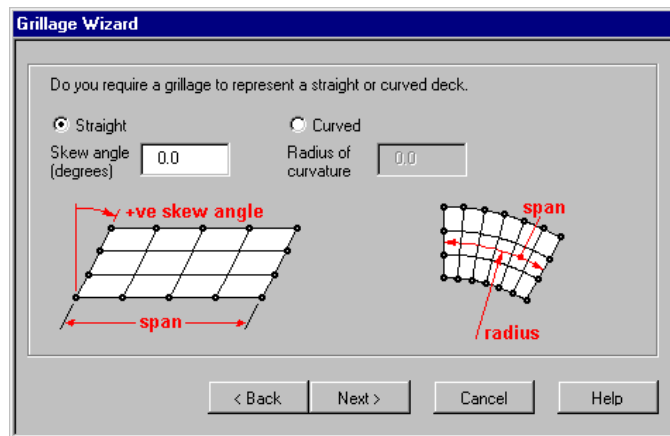 Grillage Wizard
Do you require a grillage to represent a straight or curved deck.
Straight
Curved
Skew angle
(degrees)
0.0
Radius of
curvature
0.0
+ve skew angle
span
span
radius
< Back
Next >
Cancel
Help